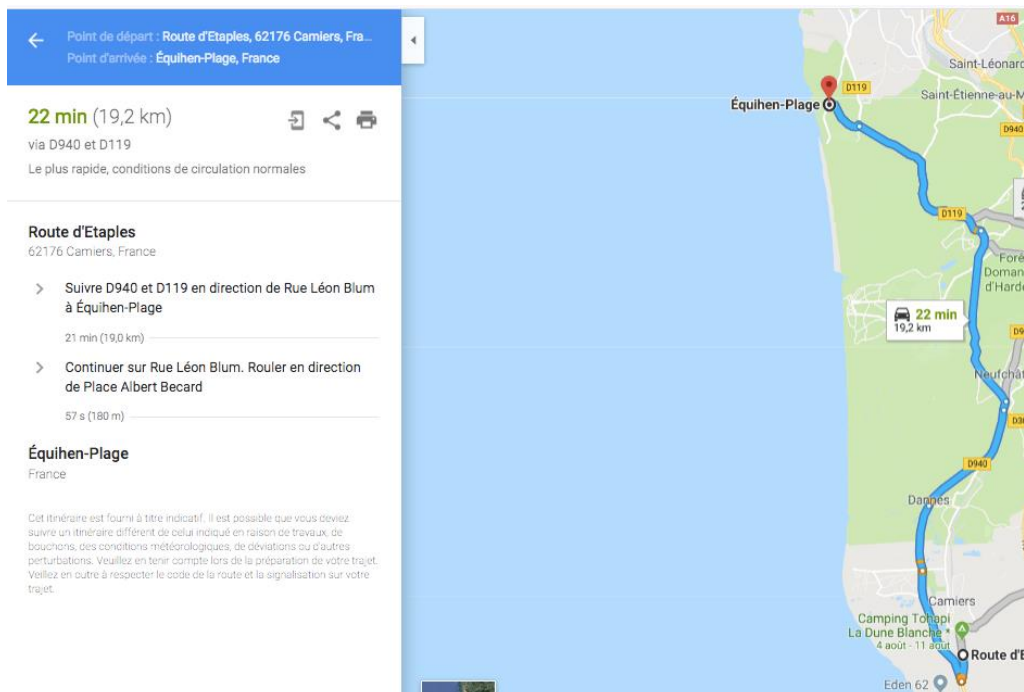 Point de départ : Route d'Etaples, 62176 Camiers, Fra...
Point d'arrivée : Équihen-Plage, France
22 min (19,2 km)
via D940 et D119
Le plus rapide, conditions de circulation normales
Route d'Etaples
62176 Camiers, France
Suivre D940 et D119 en direction de Rue Léon Blum
à Équihen-Plage
21 min (19,0 km)
Continuer sur Rue Léon Blum. Rouler en direction
de Place Albert Becard
57 s (180 m)
Équihen-Plage
France
Cet itinéraire est fourni à titre indicatif. Il est possible que vous deviez
suivre un itinéraire différent de celui indiqué en raison de travaux, de
bouchons, des conditions météorologiques, de déviations ou d'autres
perturbations. Veuillez en tenir compte lors de la préparation de votre trajet.
Veillez en outre à respecter le code de la route et la signalisation sur votre
trajet.
A16
Saint-Léonard
D119
Saint-Étienne-au-M
Équihen-Plage
D940
D119
Forê
Doman
d'Harde
22 min
19,2 km
D9
Neufchât
D3
D940
Dannes
Camiers
Camping Tohapi
La Dune Blanche *
4 août - 11 août
Route d'E
Eden 62